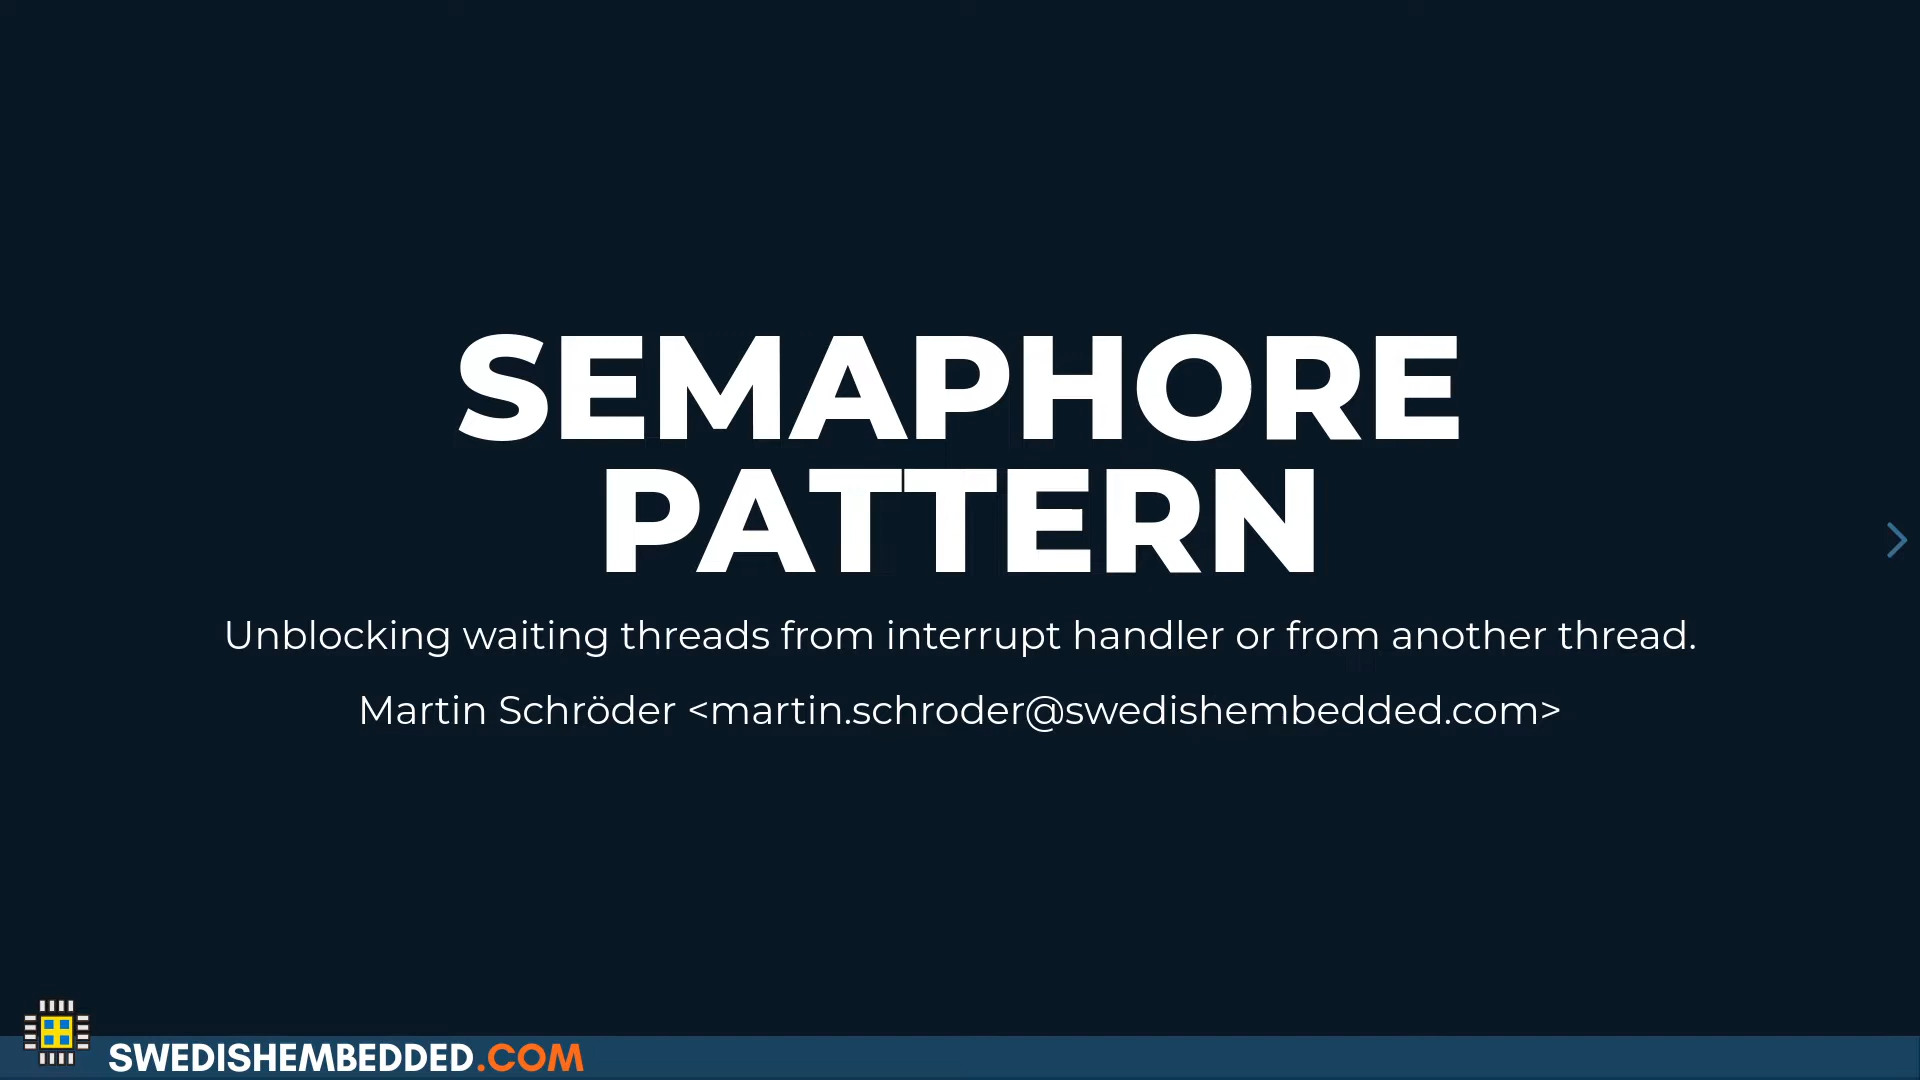 SEMAPHORE
PATTERN
Unblocking waiting threads from interrupt handler or from another thread.
Martin Schröder <martin.schroder@swedishembedded.com>
SWEDISHEMBEDDED.COM